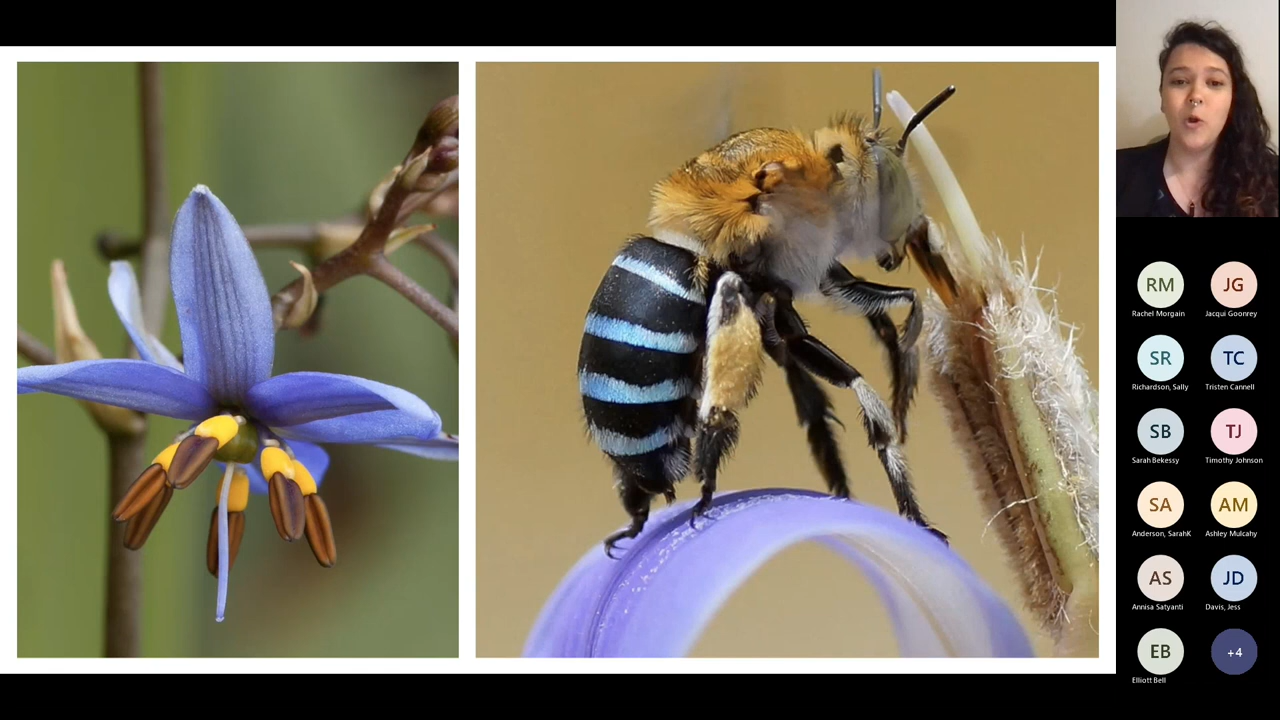 RM JG
Rachel Morgain Jacqui Goonrey
SR TC
Richardson, Sally Tristen Cannell
SB TJ
Sarah Bekessy Timothy Johnson
SA AM
Anderson, SarahK Ashley Mulcahy
AS JD
Annisa Satyanti Davis, Jess
EB +4
Elliott Bell